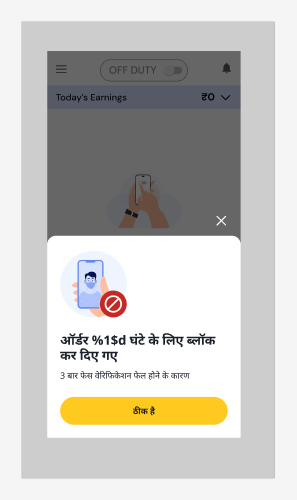 OFF DUTY
Today's Earnings ₹0
ऑर्डर %1$d घंटे के लिए ब्लॉक
कर दिए गए
3 बार फेस वेरिफिकेशन फेल होने के कारण
ठीक है